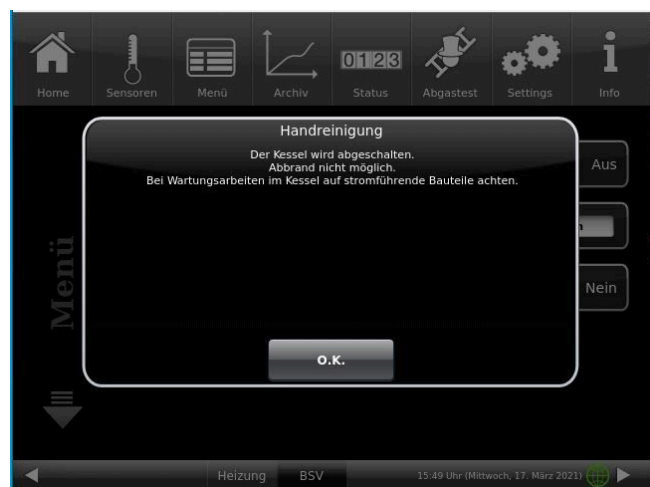 Home Sensoren Menü Archiv 0123 Status Abgastest Settings i Info
Handreinigung
Der Kessel wird abgeschalten.
Abbrand nicht möglich.
Bei Wartungsarbeiten im Kessel auf stromführende Bauteile achten.
Aus
n
Nein
Menü
O.K.
Heizung BSV 15:49 Uhr (Mittwoch, 17. März 2021)